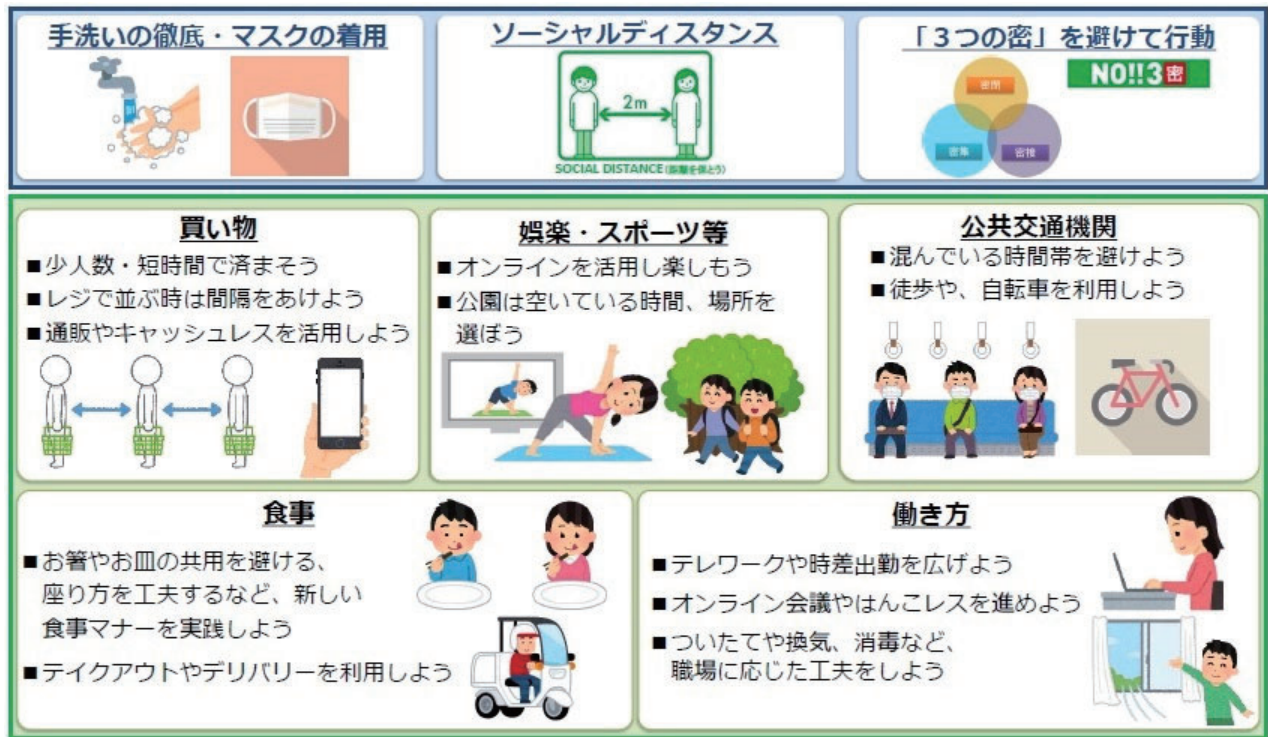 手洗いの徹底・マスクの着用
ソーシャルディスタンス
2m
SOCIAL DISTANCE(距離を保とう)
「３つの密」を避けて行動
NO!!3密
密閉
密集
密接
買い物
■少人数・短時間で済まそう
■レジで並ぶ時は間隔をあけよう
■通販やキャッシュレスを活用しよう
娯楽・スポーツ等
■オンラインを活用し楽しもう
■公園は空いている時間、場所を
選ぼう
公共交通機関
■混んでいる時間帯を避けよう
■徒歩や、自転車を利用しよう
食事
■お箸やお皿の共用を避ける、
座り方を工夫するなど、新しい
食事マナーを実践しよう
■テイクアウトやデリバリーを利用しよう
働き方
■テレワークや時差出勤を広げよう
■オンライン会議やはんこレスを進めよう
■ついたてや換気、消毒など、
職場に応じた工夫をしよう